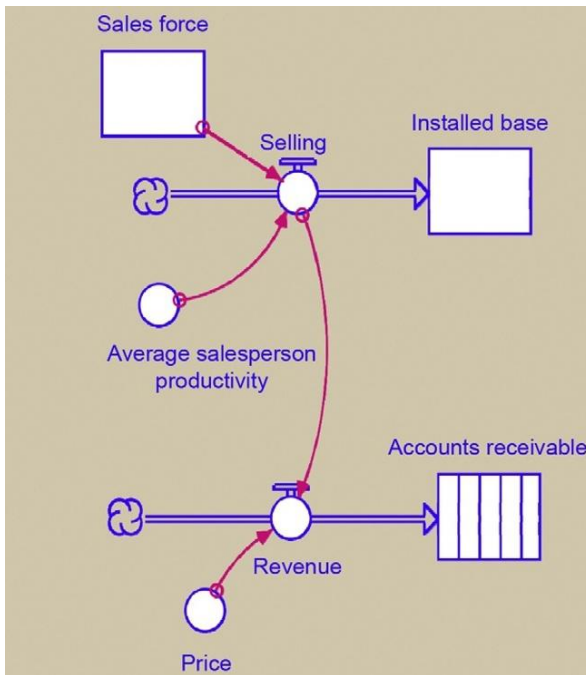 Sales force
Selling
Installed base
Average salesperson
productivity
Accounts receivable
Revenue
Price